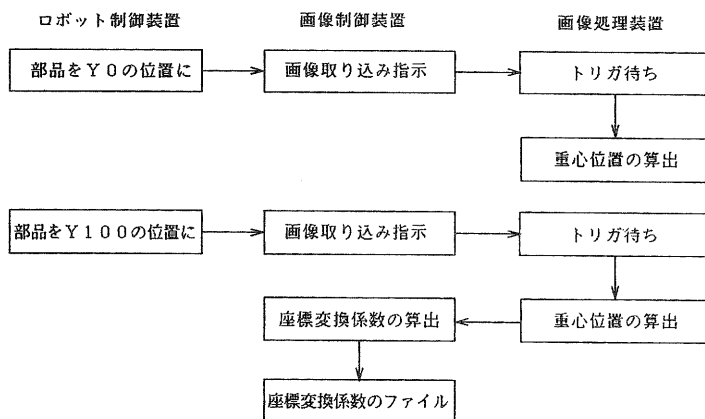 ロボット制御装置 画像制御装置 画像処理装置
部品をY0の位置に 画像取り込み指示 トリガ待ち
重心位置の算出
部品をY100の位置に 画像取り込み指示 トリガ待ち
座標変換係数の算出 重心位置の算出
座標変換係数のファイル